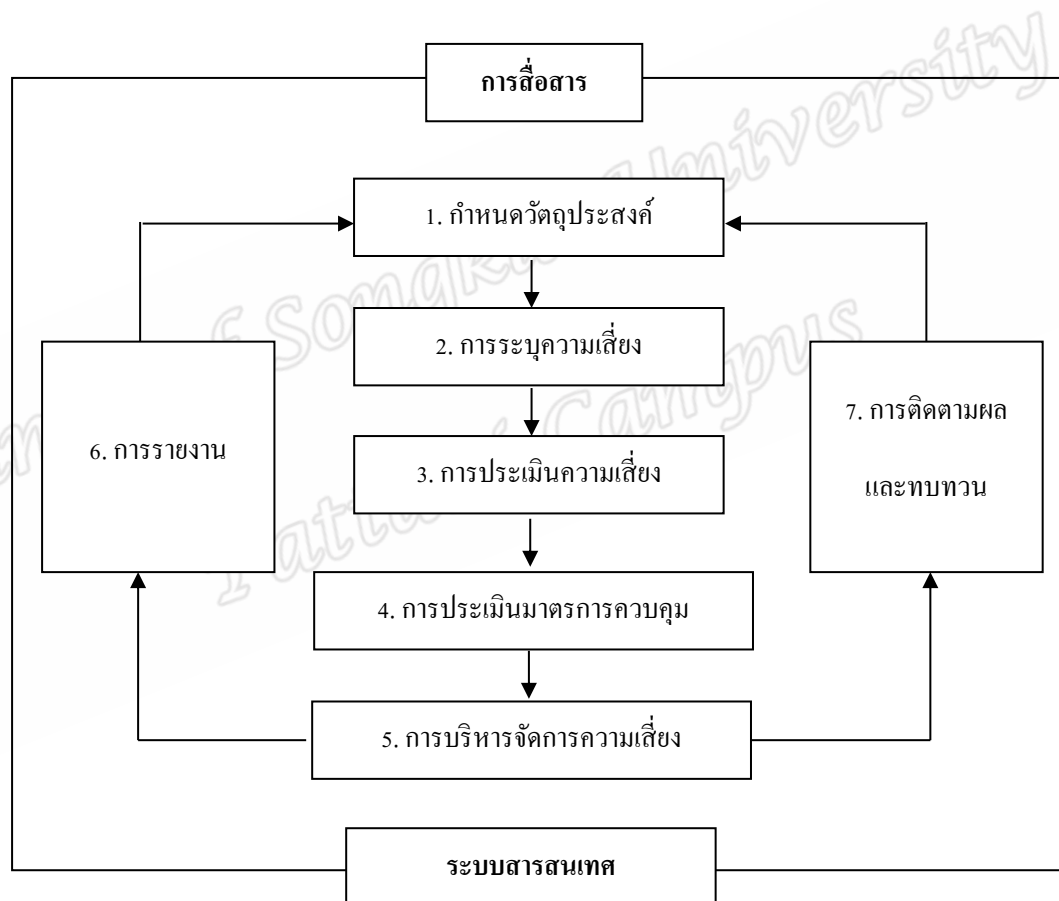 การสื่อสาร
1. กำหนดวัตถุประสงค์
2. การระบุความเสี่ยง
3. การประเมินความเสี่ยง
4. การประเมินมาตรการควบคุม
5. การบริหารจัดการความเสี่ยง
6. การรายงาน
7. การติดตามผล
และทบทวน
ระบบสารสนเทศ
University
f Songkla
Campus
Patta